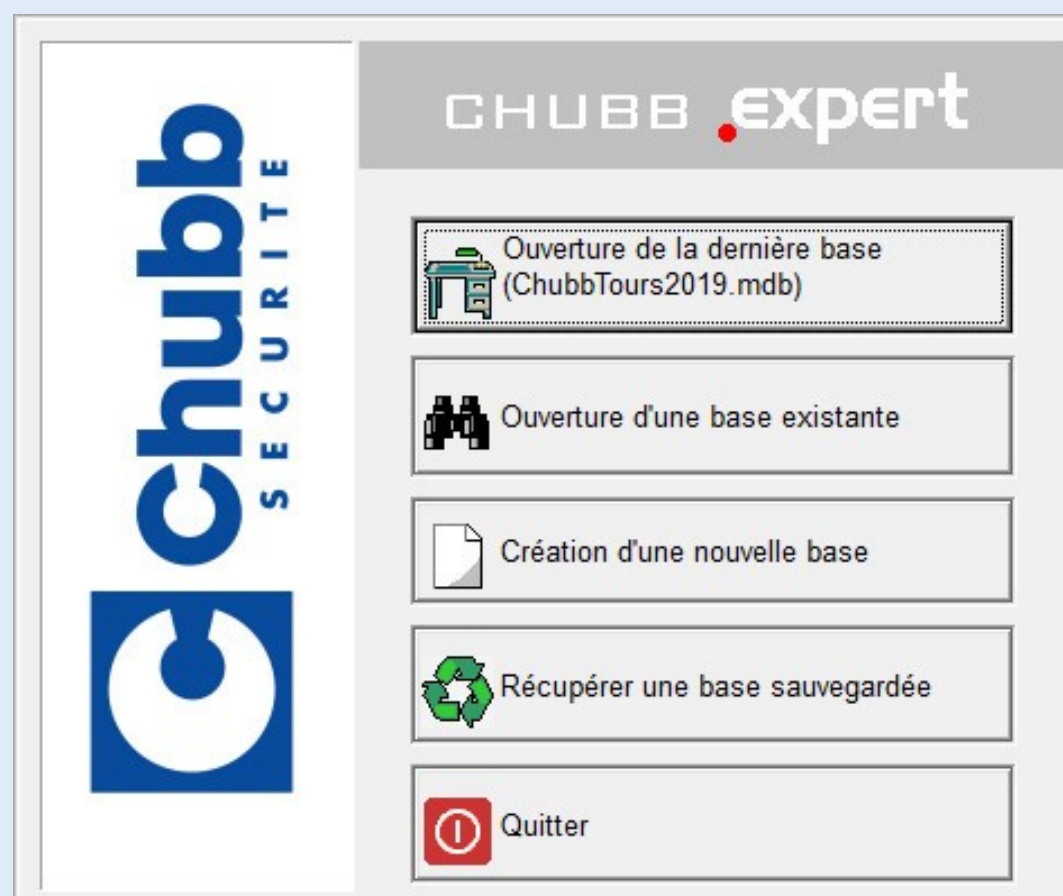 Chubb
SECURITE
CHUBB .expert
Ouverture de la dernière base
(ChubbTours2019.mdb)
Ouverture d'une base existante
Création d'une nouvelle base
Récupérer une base sauvegardée
Quitter